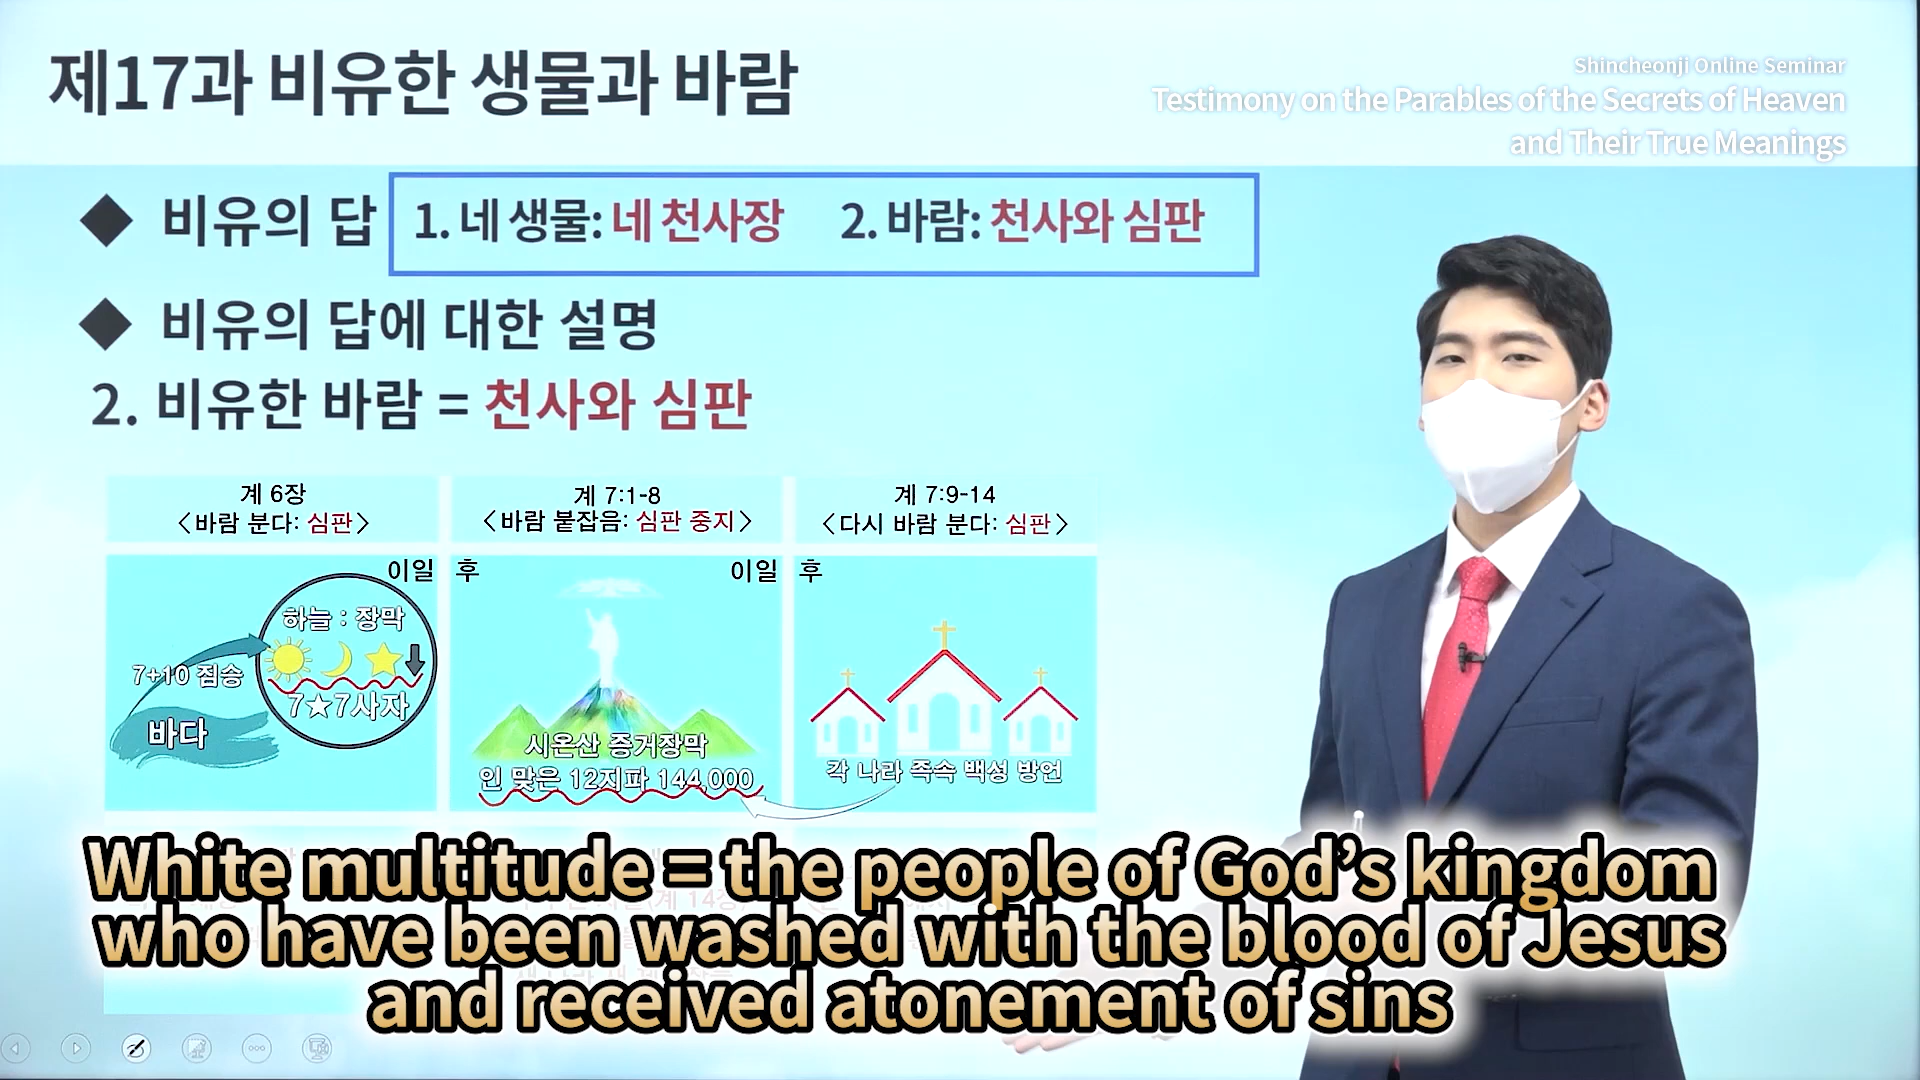 제17과 비유한 생물과 바람
Shincheonji Online Seminar
Testimony on the Parables of the Secrets of Heaven
and Their True Meanings
◆ 비유의 답
1. 네 생물: 네 천사장 2. 바람: 천사와 심판
◆ 비유의 답에 대한 설명
2. 비유한 바람 = 천사와 심판
계 6장
<바람 분다: 심판>
계 7:1-8
<바람 붙잡음: 심판 중지>
계 7:9-14
<다시 바람 분다: 심판>
이일 후
이일 후
하늘 : 장막
7+10 짐승
7★7사자
바다
시온산 증거장막
인 맞은 12지파 144,000
각 나라 족속 백성 방언
White multitude = the people of God's kingdom
who have been washed with the blood of Jesus
and received atonement of sins